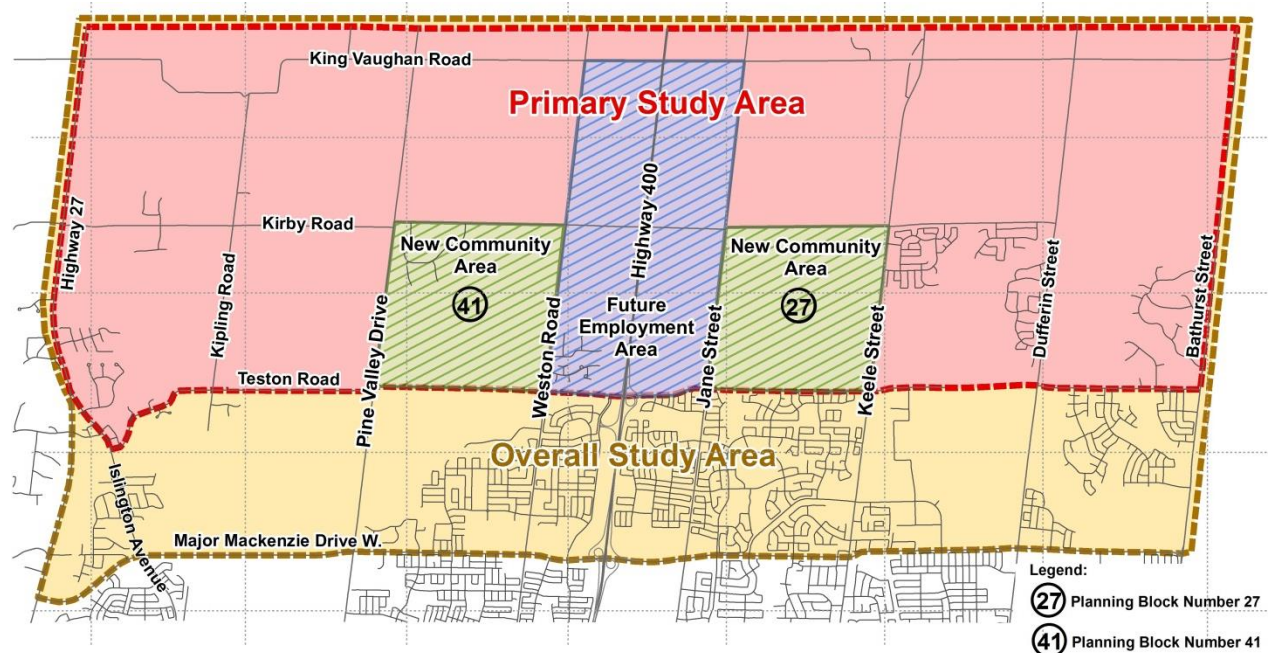 King Vaughan Road
Primary Study Area
Highway 27
Kipling Road
Kirby Road
Pine Valley Drive
New Community
Area
41
Weston Road
Highway 400
Future
Employment
Area
Jane Street
New Community
Area
27
Keele Street
Dufferin Street
Bathurst Street
Teston Road
Overall Study Area
Islington Avenue
Major Mackenzie Drive W.
Legend:
27 Planning Block Number 27
41 Planning Block Number 41